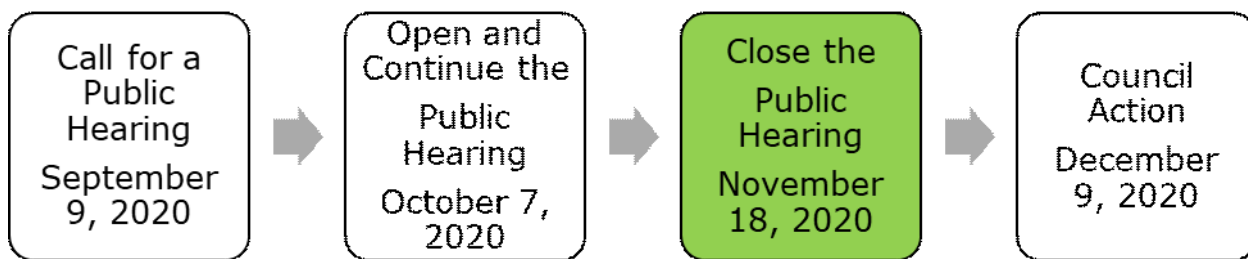 Call for a
Public
Hearing
September
9, 2020
Open and
Continue the
Public
Hearing
October 7,
2020
Close the
Public
Hearing
November
18, 2020
Council
Action
December
9, 2020